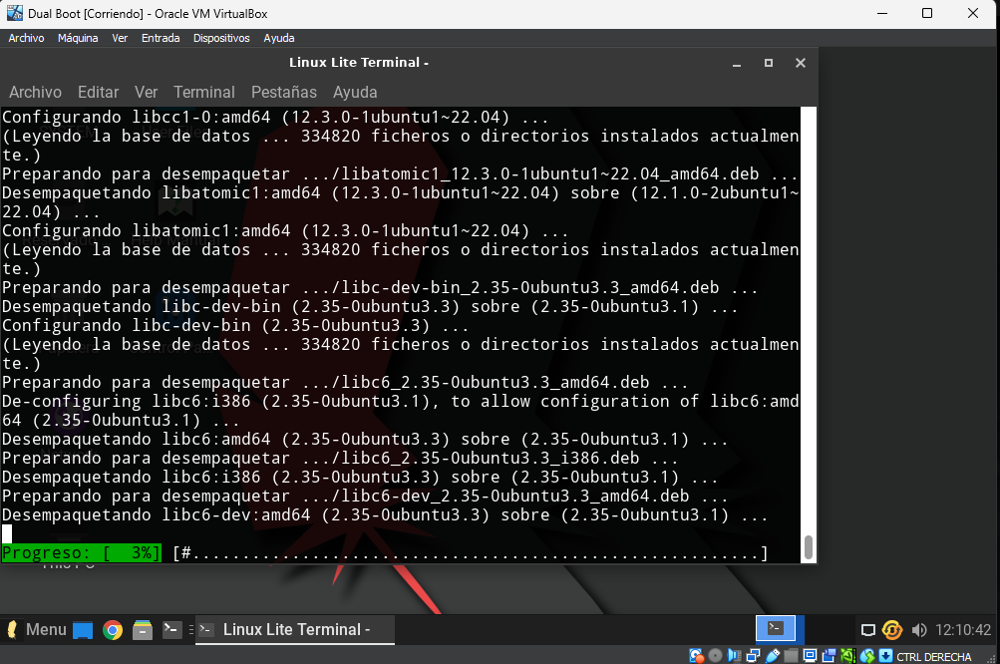 Dual Boot [Corriendo] - Oracle VM VirtualBox
Archivo Máquina Ver Entrada Dispositivos Ayuda
Linux Lite Terminal -
Archivo Editar Ver Terminal Pestañas Ayuda
Configurando libcc1-0:amd64 (12.3.0-1ubuntu1~22.04) ...
(Leyendo la base de datos ... 334820 ficheros o directorios instalados actualmen
te.)
Preparando para desempaquetar .../libatomic1_12.3.0-1ubuntu1~22.04_amd64.deb ...
Desempaquetando libatomic1:amd64 (12.3.0-1ubuntu1~22.04) sobre (12.1.0-2ubuntu1~
22.04) ...
Configurando libatomic1:amd64 (12.3.0-1ubuntu1~22.04) ...
(Leyendo la base de datos ... 334820 ficheros o directorios instalados actualmen
te.)
Preparando para desempaquetar .../libc-dev-bin_2.35-0ubuntu3.3_amd64.deb ...
Desempaquetando libc-dev-bin (2.35-0ubuntu3.3) sobre (2.35-0ubuntu3.1) ...
Configurando libc-dev-bin (2.35-0ubuntu3.3) ...
(Leyendo la base de datos ... 334820 ficheros o directorios instalados actualmen
te.)
Preparando para desempaquetar .../libc6_2.35-0ubuntu3.3_amd64.deb ...
De-configuring libc6:i386 (2.35-0ubuntu3.1), to allow configuration of libc6:amd
64 (2.35-0ubuntu3.1) ...
Desempaquetando libc6:amd64 (2.35-0ubuntu3.3) sobre (2.35-0ubuntu3.1) ...
Preparando para desempaquetar .../libc6_2.35-0ubuntu3.3_i386.deb ...
Desempaquetando libc6:i386 (2.35-0ubuntu3.3) sobre (2.35-0ubuntu3.1) ...
Preparando para desempaquetar .../libc6-dev_2.35-0ubuntu3.3_amd64.deb ...
Desempaquetando libc6-dev:amd64 (2.35-0ubuntu3.3) sobre (2.35-0ubuntu3.1) ...
Progreso: [  3%] [#.........................................................]
This PC
Menu Linux Lite Terminal - 12:10:42
CTRL DERECHA